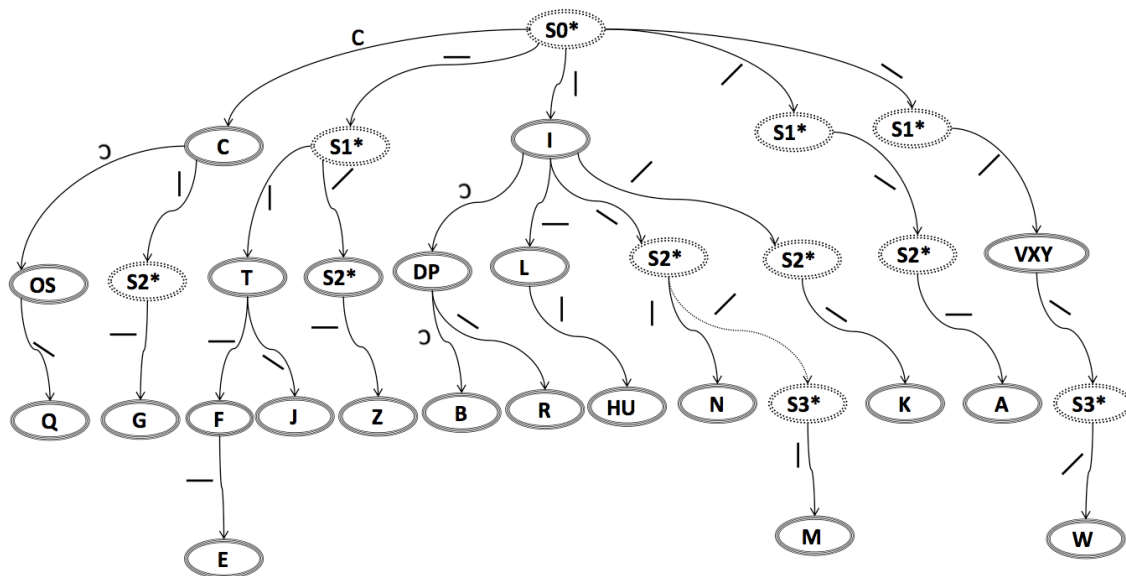 S0*
C
C
S1*
I
S1*
S1*
Ɔ
Ɔ
OS
S2*
T
S2*
DP
L
S2*
S2*
S2*
VXY
Ɔ
Q
G
F
J
Z
B
R
HU
N
S3*
K
A
S3*
E
M
W